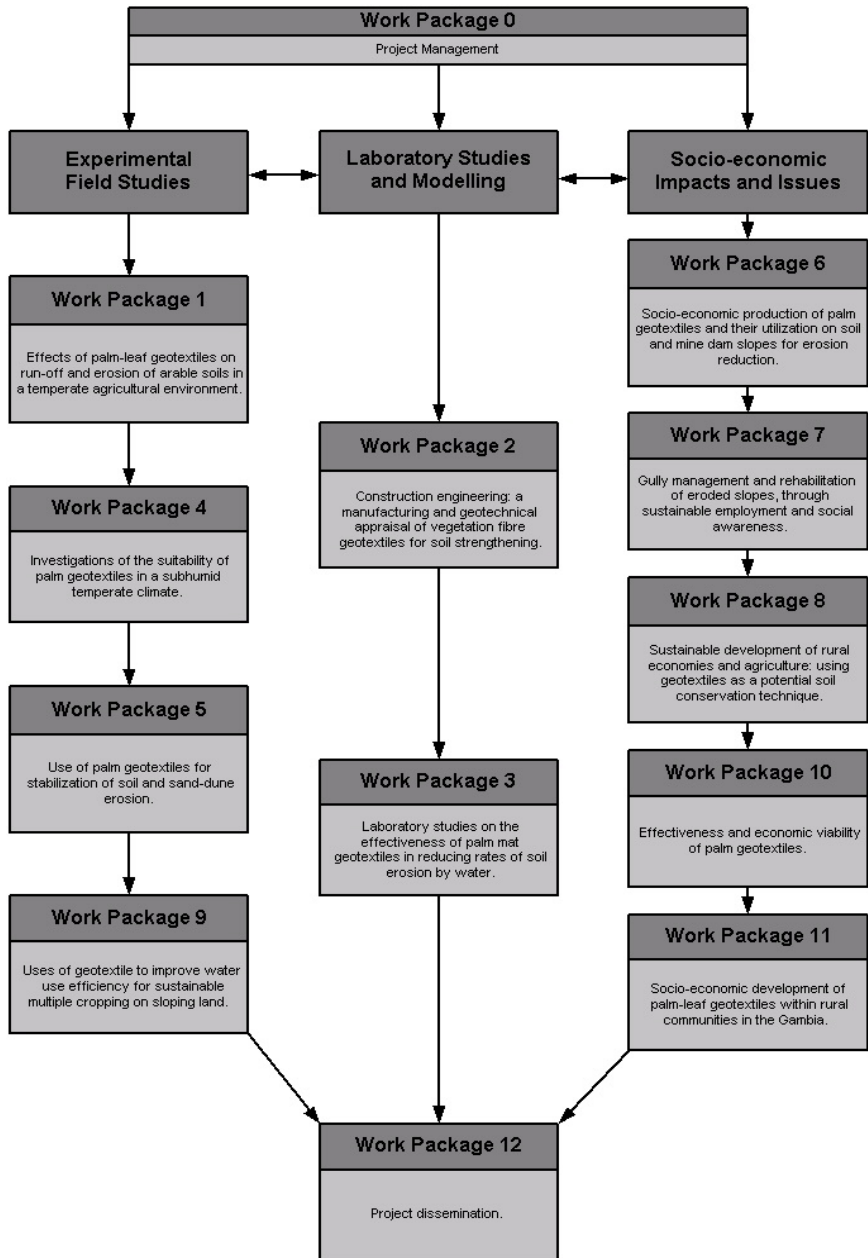 Work Package 0
Project Management
Experimental
Field Studies
Laboratory Studies
and Modelling
Socio-economic
Impacts and Issues
Work Package 1
Effects of palm-leaf geotextiles on
run-off and erosion of arable soils in
a temperate agricultural environment.
Work Package 4
Investigations of the suitability of
palm geotextiles in a subhumid
temperate climate.
Work Package 5
Use of palm geotextiles for
stabilization of soil and sand-dune
erosion.
Work Package 9
Uses of geotextile to improve water
use efficiency for sustainable
multiple cropping on sloping land.
Work Package 2
Construction engineering: a
manufacturing and geotechnical
appraisal of vegetation fibre
geotextiles for soil strengthening.
Work Package 3
Laboratory studies on the
effectiveness of palm mat
geotextiles in reducing rates of soil
erosion by water.
Work Package 6
Socio-economic production of palm
geotextiles and their utilization on soil
and mine dam slopes for erosion
reduction.
Work Package 7
Gully management and rehabilitation
of eroded slopes, through
sustainable employment and social
awareness.
Work Package 8
Sustainable development of rural
economies and agriculture: using
geotextiles as a potential soil
conservation technique.
Work Package 10
Effectiveness and economic viability
of palm geotextiles.
Work Package 11
Socio-economic development of
palm-leaf geotextiles within rural
communities in the Gambia.
Work Package 12
Project dissemination.